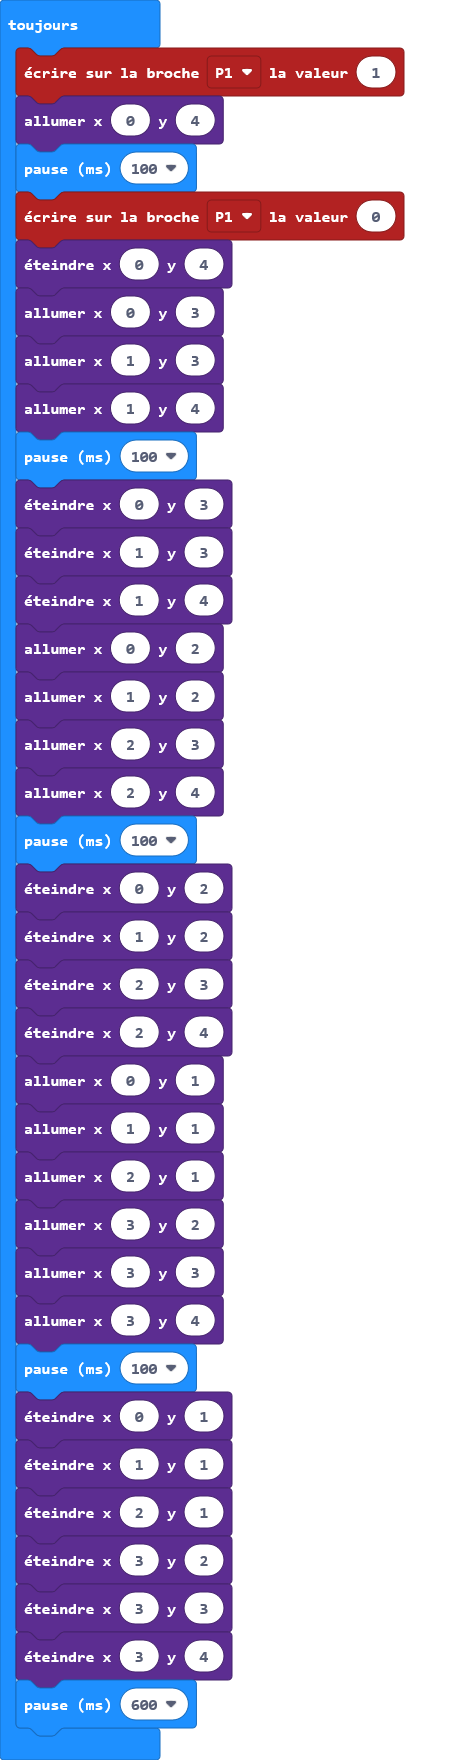 toujours
écrire sur la broche P1 la valeur 1
allumer x 0 y 4
pause (ms) 100
écrire sur la broche P1 la valeur 0
éteindre x 0 y 4
allumer x 0 y 3
allumer x 1 y 3
allumer x 1 y 4
pause (ms) 100
éteindre x 0 y 3
éteindre x 1 y 3
éteindre x 1 y 4
allumer x 0 y 2
allumer x 1 y 2
allumer x 2 y 3
allumer x 2 y 4
pause (ms) 100
éteindre x 0 y 2
éteindre x 1 y 2
éteindre x 2 y 3
éteindre x 2 y 4
allumer x 0 y 1
allumer x 1 y 1
allumer x 2 y 1
allumer x 3 y 2
allumer x 3 y 3
allumer x 3 y 4
pause (ms) 100
éteindre x 0 y 1
éteindre x 1 y 1
éteindre x 2 y 1
éteindre x 3 y 2
éteindre x 3 y 3
éteindre x 3 y 4
pause (ms) 600